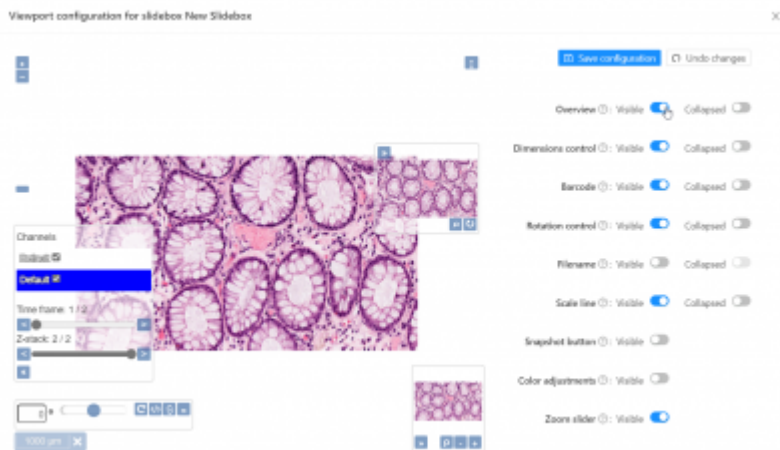 Viewport configuration for slidebox New Slidebox
Save configuration
Undo changes
Overview : Visible Collapsed
Dimensions control : Visible Collapsed
Barcode : Visible Collapsed
Rotation control : Visible Collapsed
Filename : Visible Collapsed
Scale line : Visible Collapsed
Snapshot button : Visible
Color adjustments : Visible
Zoom slider : Visible
Channels
Default
Default
Time frame: 1 / 2
Z-stack: 2 / 2
1000 μm